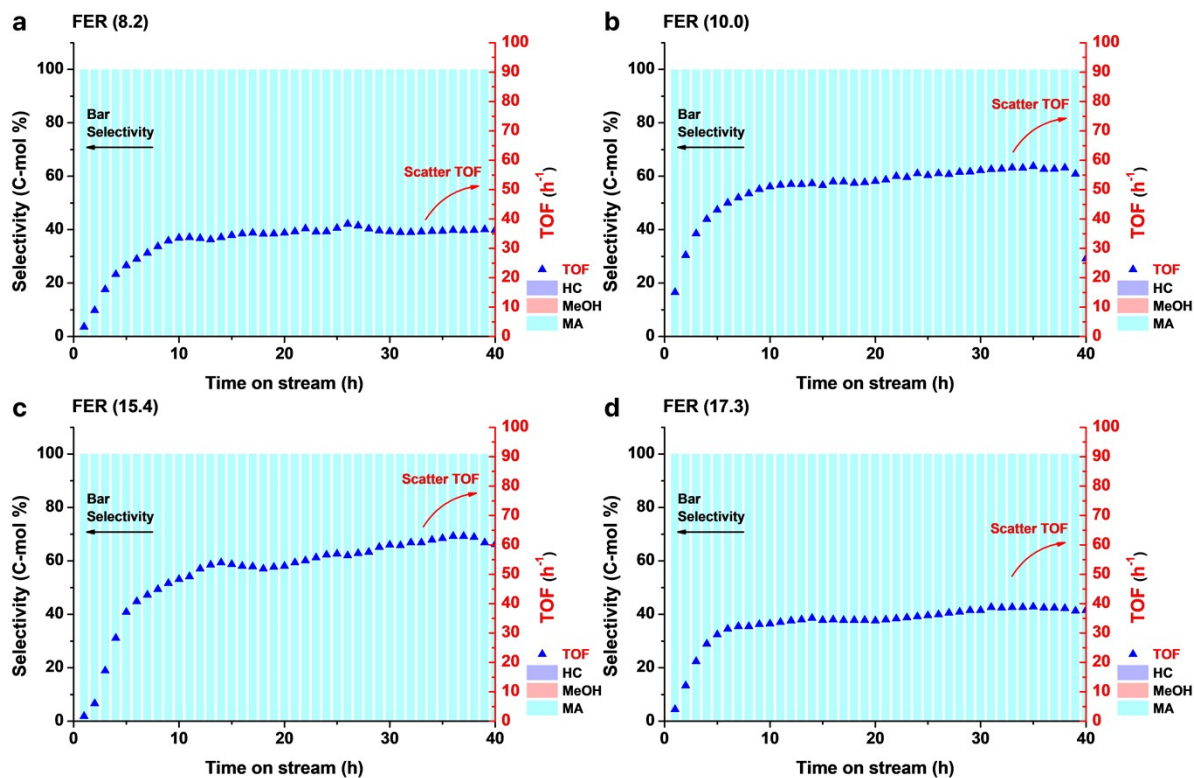 a FER (8.2)
100
80
60
40
20
0
Selectivity (C-mol %)
Bar
Selectivity
Scatter TOF
100
90
80
70
60
50
40
30
20
10
0
TOF (h⁻¹)
TOF
HC
MeOH
MA
0 10 20 30 40
Time on stream (h)
b FER (10.0)
100
80
60
40
20
0
Selectivity (C-mol %)
Bar
Selectivity
Scatter TOF
100
90
80
70
60
50
40
30
20
10
0
TOF (h⁻¹)
TOF
HC
MeOH
MA
0 10 20 30 40
Time on stream (h)
c FER (15.4)
100
80
60
40
20
0
Selectivity (C-mol %)
Bar
Selectivity
Scatter TOF
100
90
80
70
60
50
40
30
20
10
0
TOF (h⁻¹)
TOF
HC
MeOH
MA
0 10 20 30 40
Time on stream (h)
d FER (17.3)
100
80
60
40
20
0
Selectivity (C-mol %)
Bar
Selectivity
Scatter TOF
100
90
80
70
60
50
40
30
20
10
0
TOF (h⁻¹)
TOF
HC
MeOH
MA
0 10 20 30 40
Time on stream (h)